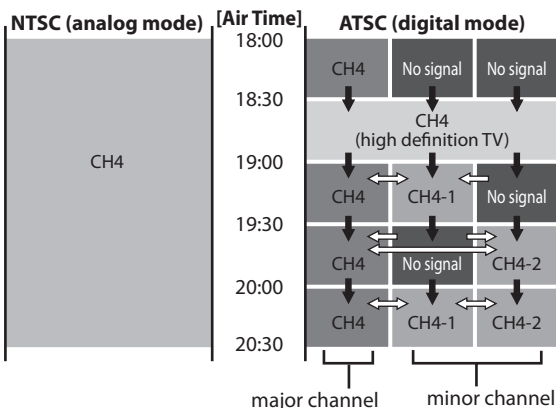 NTSC (analog mode) [Air Time] ATSC (digital mode)
18:00
CH4 No signal No signal
18:30
CH4
(high definition TV)
CH4
19:00
CH4 CH4-1 No signal
19:30
CH4 No signal CH4-2
20:00
CH4 CH4-1 CH4-2
20:30
major channel minor channel